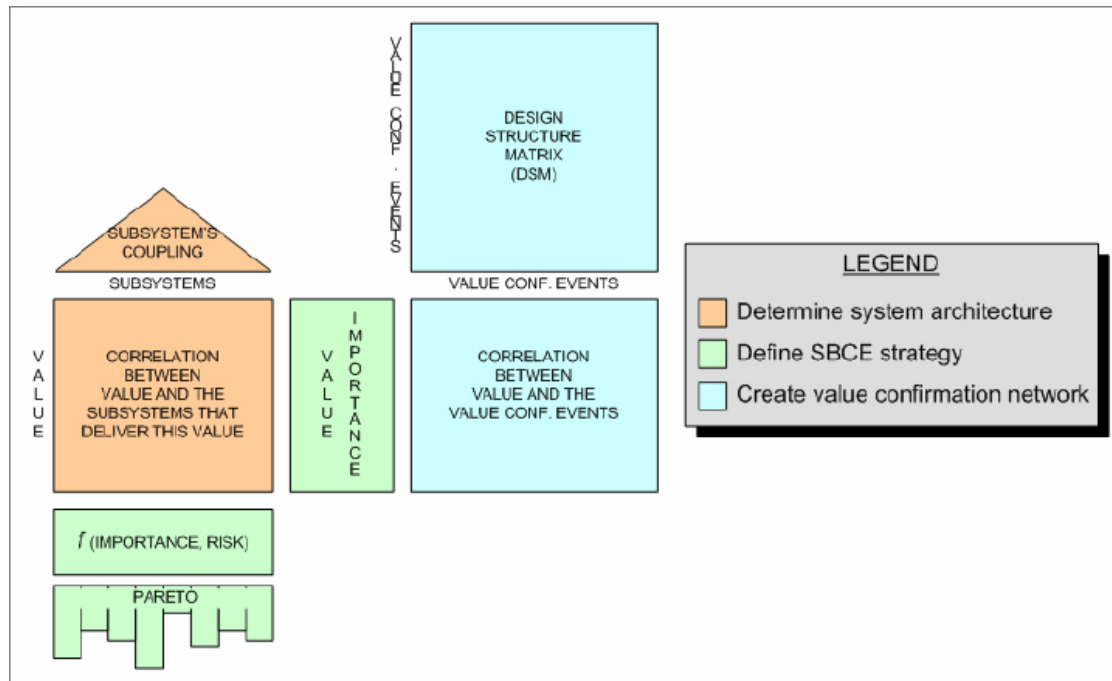 VALUE CONF. EVENTS
DESIGN
STRUCTURE
MATRIX
(DSM)
SUBSYSTEM'S
COUPLING
SUBSYSTEMS
VALUE CONF. EVENTS
LEGEND
Determine system architecture
Define SBCE strategy
Create value confirmation network
VALUE
CORRELATION
BETWEEN
VALUE AND THE
SUBSYSTEMS THAT
DELIVER THIS VALUE
VALUE
IMPORTANCE
CORRELATION
BETWEEN
VALUE AND THE
VALUE CONF. EVENTS
f (IMPORTANCE, RISK)
PARETO